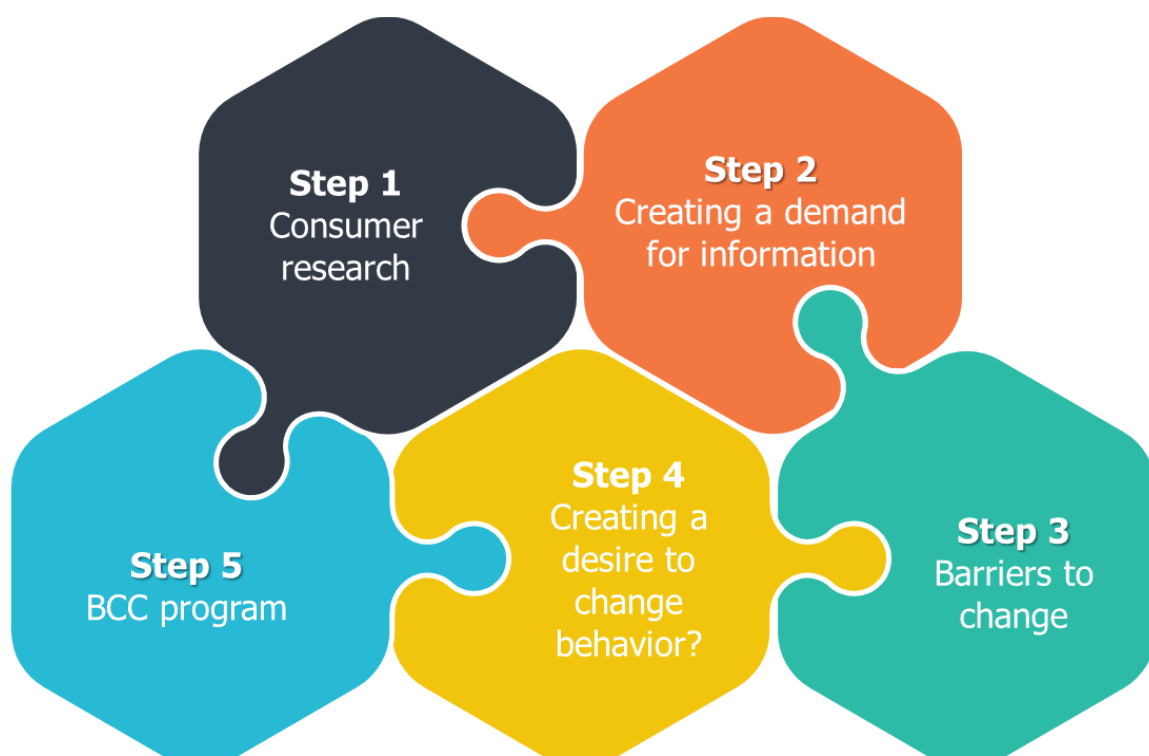 Step 1
Consumer
research
Step 2
Creating a demand
for information
Step 3
Barriers to
change
Step 4
Creating a
desire to
change
behavior?
Step 5
BCC program